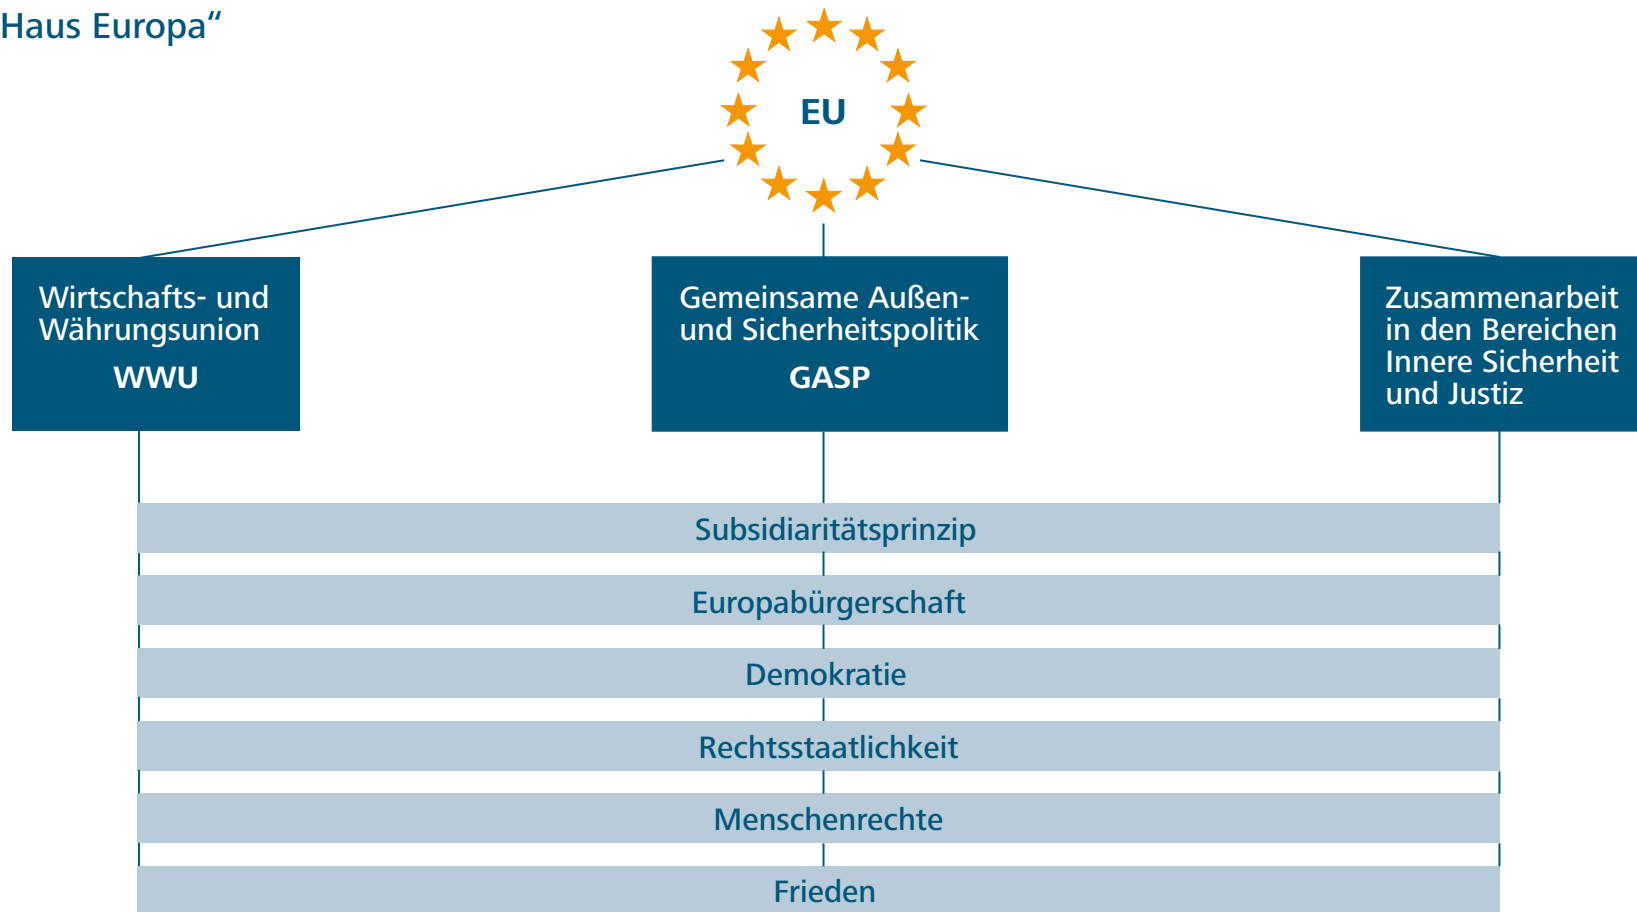 Haus Europa“
EU
Wirtschafts- und
Währungsunion
WWU
Gemeinsame Außen-
und Sicherheitspolitik
GASP
Zusammenarbeit
in den Bereichen
Innere Sicherheit
und Justiz
Subsidiaritätsprinzip
Europabürgerschaft
Demokratie
Rechtsstaatlichkeit
Menschenrechte
Frieden